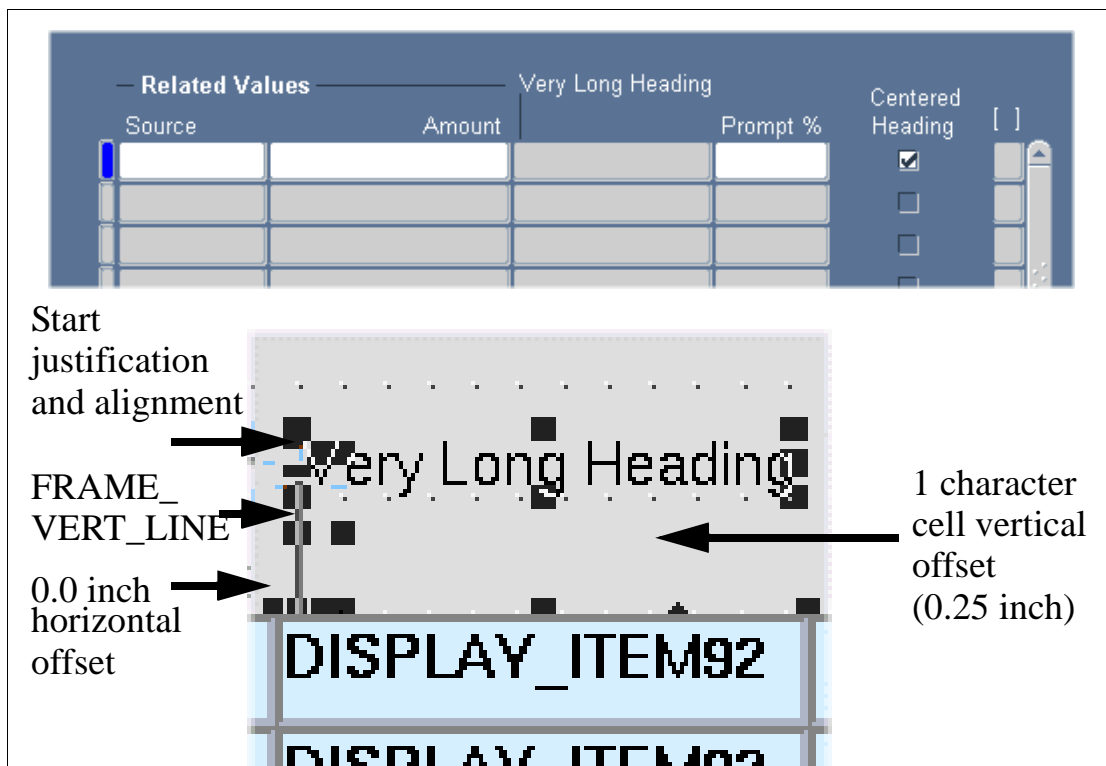 Related Values
Very Long Heading
Centered
Source
Amount
Prompt %
Heading
[ ]
Start
justification
and alignment
Very Long Heading
FRAME_
VERT_LINE
1 character
cell vertical
offset
(0.25 inch)
0.0 inch
horizontal
offset
DISPLAY_ITEM92
DISPLAY_ITEM93